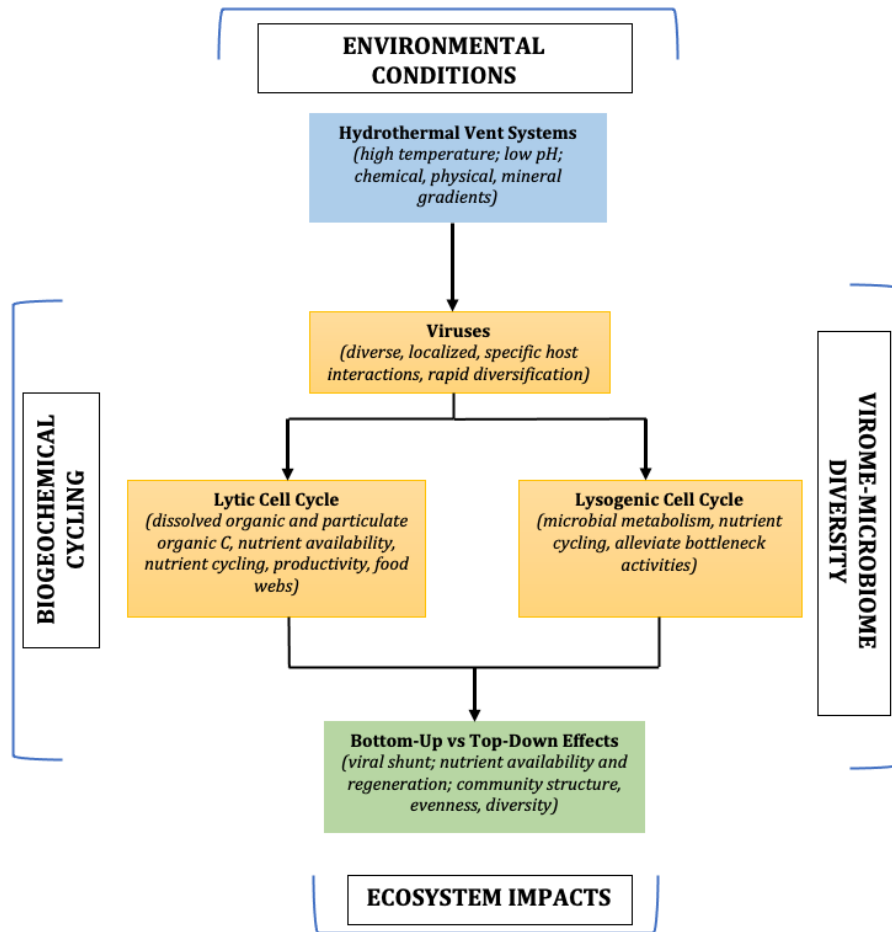 ENVIRONMENTAL
CONDITIONS
Hydrothermal Vent Systems
(high temperature; low pH;
chemical, physical, mineral
gradients)
Viruses
(diverse, localized, specific host
interactions, rapid diversification)
BIOGEOCHEMICAL
CYCLING
Lytic Cell Cycle
(dissolved organic and particulate
organic C, nutrient availability,
nutrient cycling, productivity, food
webs)
Lysogenic Cell Cycle
(microbial metabolism, nutrient
cycling, alleviate bottleneck
activities)
VIROME-MICROBIOME
DIVERSITY
Bottom-Up vs Top-Down Effects
(viral shunt; nutrient availability and
regeneration; community structure,
evenness, diversity)
ECOSYSTEM IMPACTS